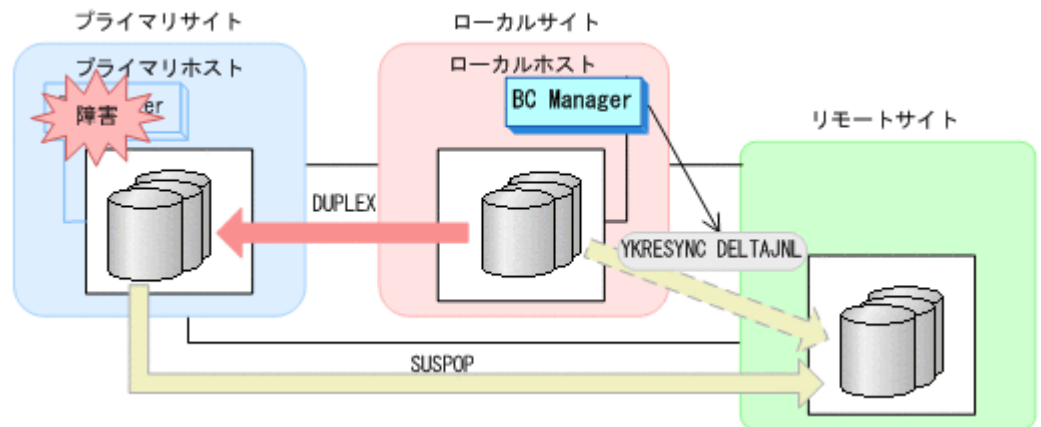 プライマリサイト
ローカルサイト
プライマリホスト
ローカルホスト
er
障害
BC Manager
リモートサイト
DUPLEX
YKRESYNC DELTAJNL
SUSPOP